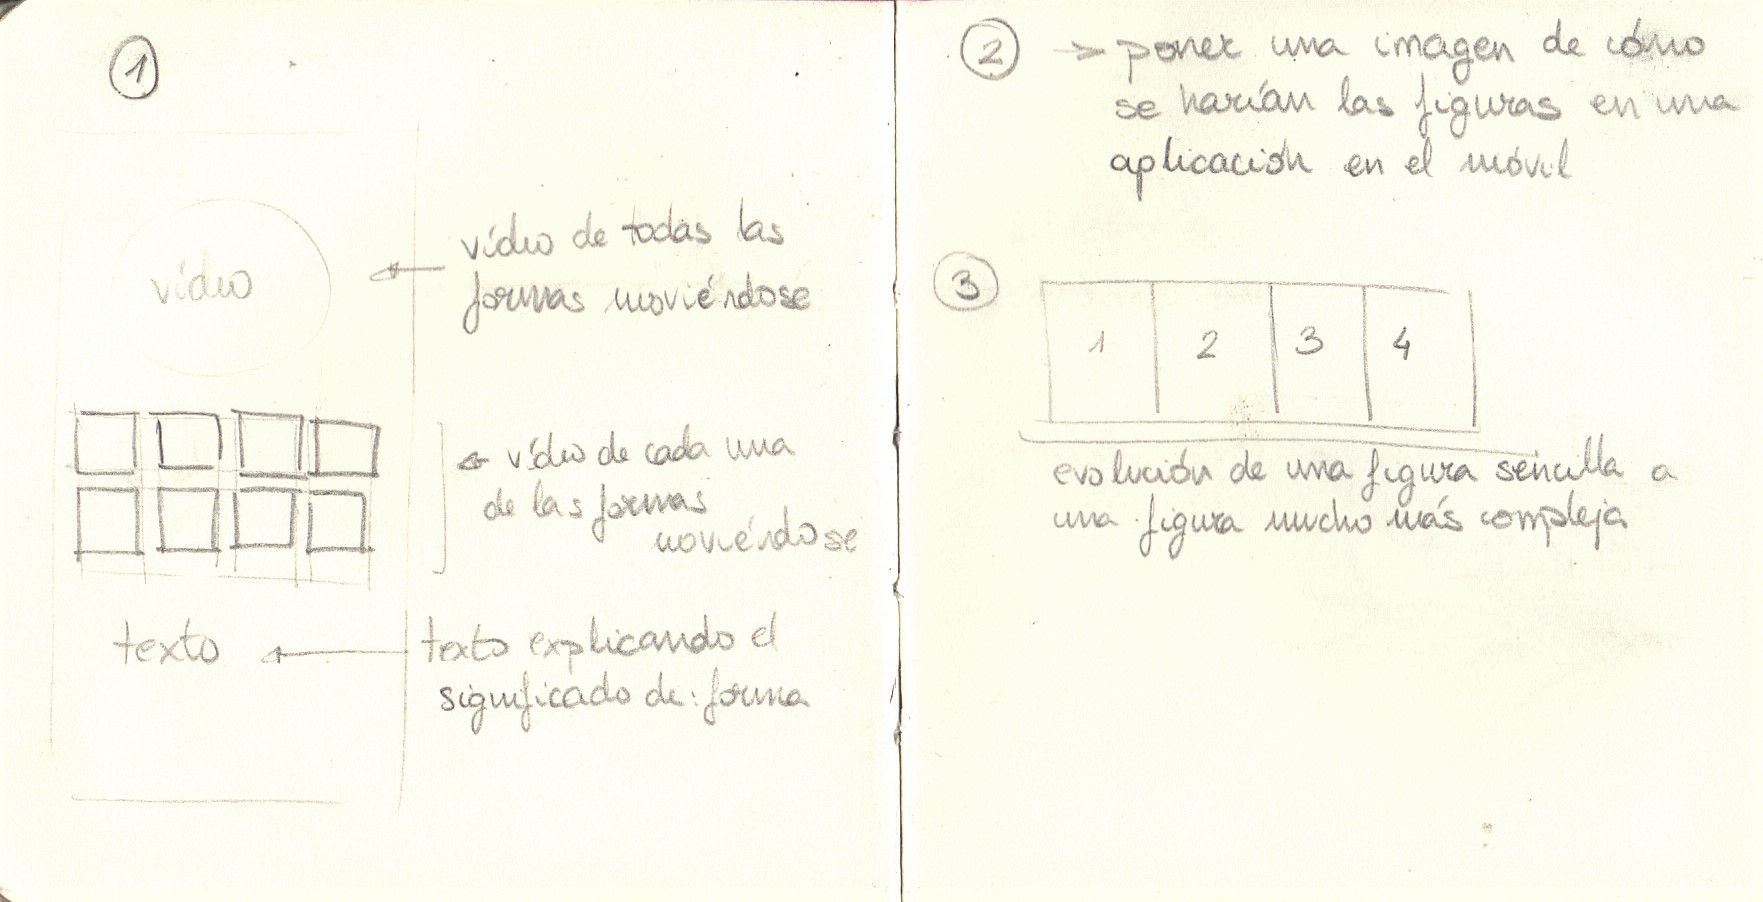 1
vídeo
vídeo de todas las
formas moviéndose
vídeo de cada una
de las formas
moviéndose
texto
texto explicando el
significado de: forma
2 → poner una imagen de cómo
se harían las figuras en una
aplicación en el móvil
3
1 2 3 4
evolución de una figura sencilla a
una figura mucho más compleja